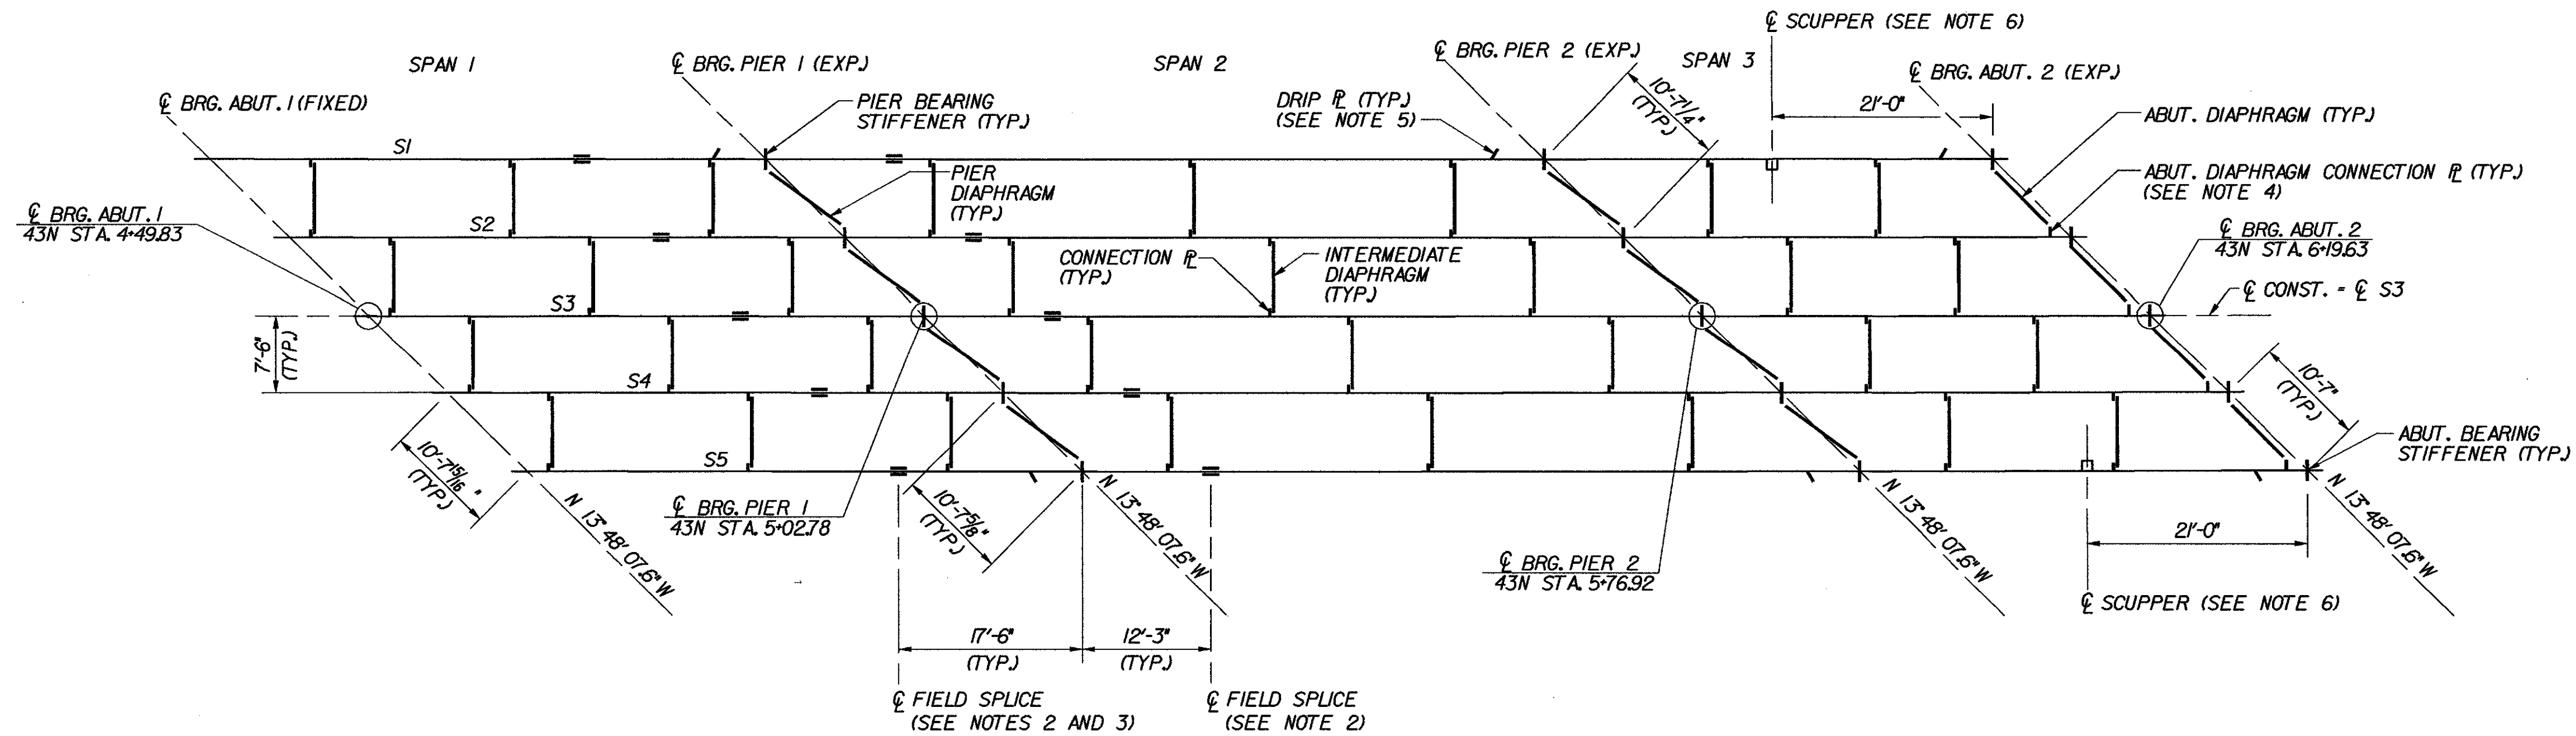 ℄ SCUPPER (SEE NOTE 6)
SPAN 1
℄ BRG. PIER 1 (EXP.)
SPAN 2
℄ BRG. PIER 2 (EXP.)
SPAN 3
℄ BRG. ABUT. 2 (EXP.)
℄ BRG. ABUT. 1 (FIXED)
PIER BEARING
STIFFENER (TYP.)
DRIP ℙL (TYP.)
(SEE NOTE 5)
10'-7 1/4"
(TYP.)
21'-0"
ABUT. DIAPHRAGM (TYP.)
S1
PIER
DIAPHRAGM
(TYP.)
ABUT. DIAPHRAGM CONNECTION ℙL (TYP.)
(SEE NOTE 4)
℄ BRG. ABUT. 1
43N STA. 4+49.83
S2
CONNECTION ℙL
(TYP.)
INTERMEDIATE
DIAPHRAGM
(TYP.)
℄ BRG. ABUT. 2
43N STA. 6+19.63
S3
℄ CONST. = ℄ S3
7'-6"
(TYP.)
S4
10'-7"
(TYP.)
S5
ABUT. BEARING
STIFFENER (TYP.)
10'-7 15/16"
(TYP.)
N 13° 48' 07.6" W
℄ BRG. PIER 1
43N STA. 5+02.78
10'-7 5/8"
(TYP.)
N 13° 48' 07.6" W
℄ BRG. PIER 2
43N STA. 5+76.92
N 13° 48' 07.6" W
21'-0"
N 13° 48' 07.6" W
℄ SCUPPER (SEE NOTE 6)
17'-6"
(TYP.)
12'-3"
(TYP.)
℄ FIELD SPLICE
(SEE NOTES 2 AND 3)
℄ FIELD SPLICE
(SEE NOTE 2)